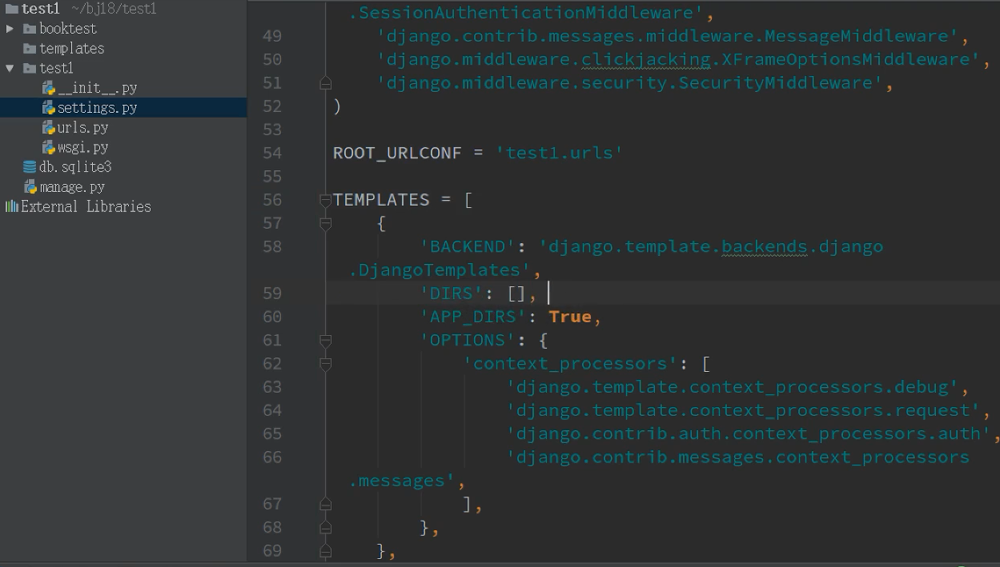 test1 ~/bj18/test1
booktest
templates
test1
__init__.py
settings.py
urls.py
wsgi.py
db.sqlite3
manage.py
External Libraries
.SessionAuthenticationMiddleware',
49 'django.contrib.messages.middleware.MessageMiddleware',
50 'django.middleware.clickjacking.XFrameOptionsMiddleware',
51 'django.middleware.security.SecurityMiddleware',
52 )
53
54 ROOT_URLCONF = 'test1.urls'
55
56 TEMPLATES = [
57 {
58 'BACKEND': 'django.template.backends.django
.DjangoTemplates',
59 'DIRS': [],
60 'APP_DIRS': True,
61 'OPTIONS': {
62 'context_processors': [
63 'django.template.context_processors.debug',
64 'django.template.context_processors.request',
65 'django.contrib.auth.context_processors.auth',
66 'django.contrib.messages.context_processors
.messages',
67 ],
68 },
69 },